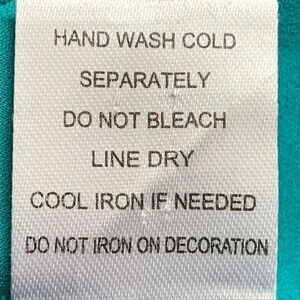 HAND WASH COLD
SEPARATELY
DO NOT BLEACH
LINE DRY
COOL IRON IF NEEDED
DO NOT IRON ON DECORATION